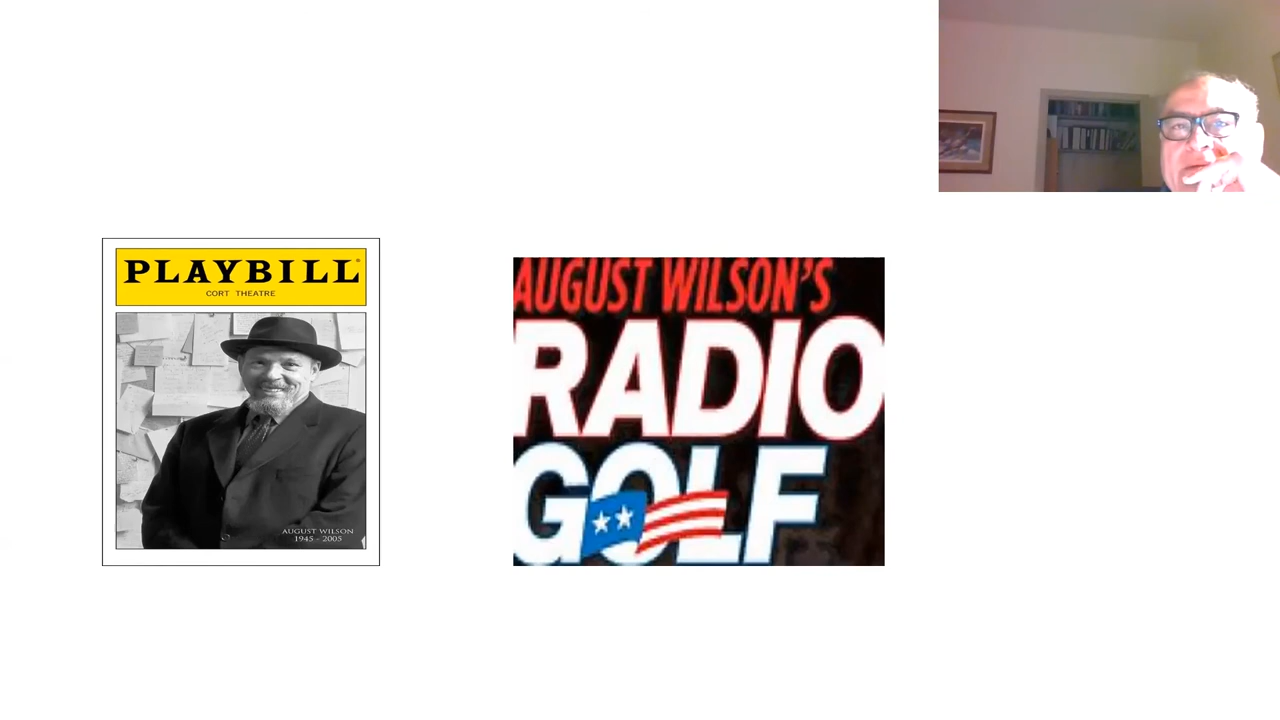 PLAYBILL
CORT THEATRE
AUGUST WILSON
1945 - 2005
AUGUST WILSON'S
RADIO
GOLF